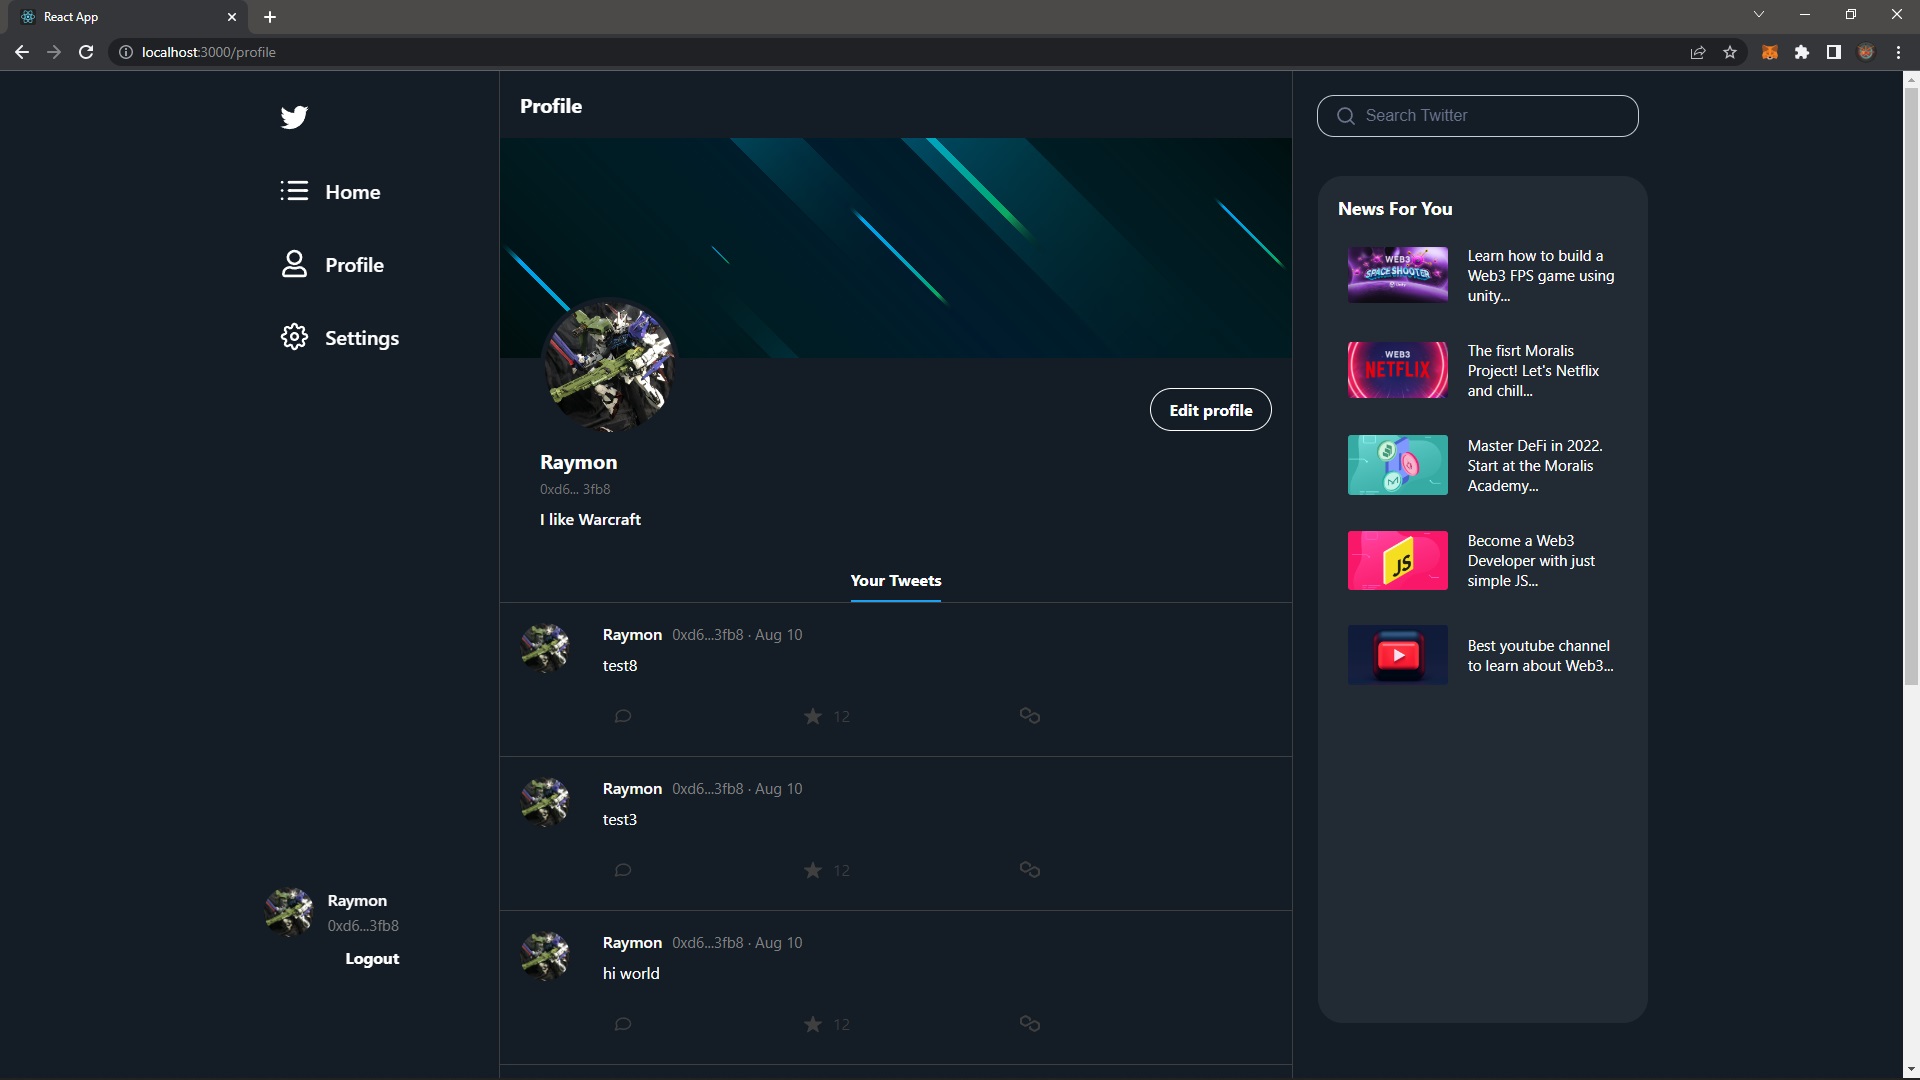 React App
localhost:3000/profile
Home
Profile
Settings
Raymon
0xd6...3fb8
Logout
Profile
Edit profile
Raymon
0xd6... 3fb8
I like Warcraft
Your Tweets
Raymon 0xd6...3fb8 · Aug 10
test8
12
Raymon 0xd6...3fb8 · Aug 10
test3
12
Raymon 0xd6...3fb8 · Aug 10
hi world
12
Search Twitter
News For You
WEB3
SPACE SHOOTER
Learn how to build a
Web3 FPS game using
unity...
WEB3
NETFLIX
The fisrt Moralis
Project! Let's Netflix
and chill...
Master DeFi in 2022.
Start at the Moralis
Academy...
JS
Become a Web3
Developer with just
simple JS...
Best youtube channel
to learn about Web3...